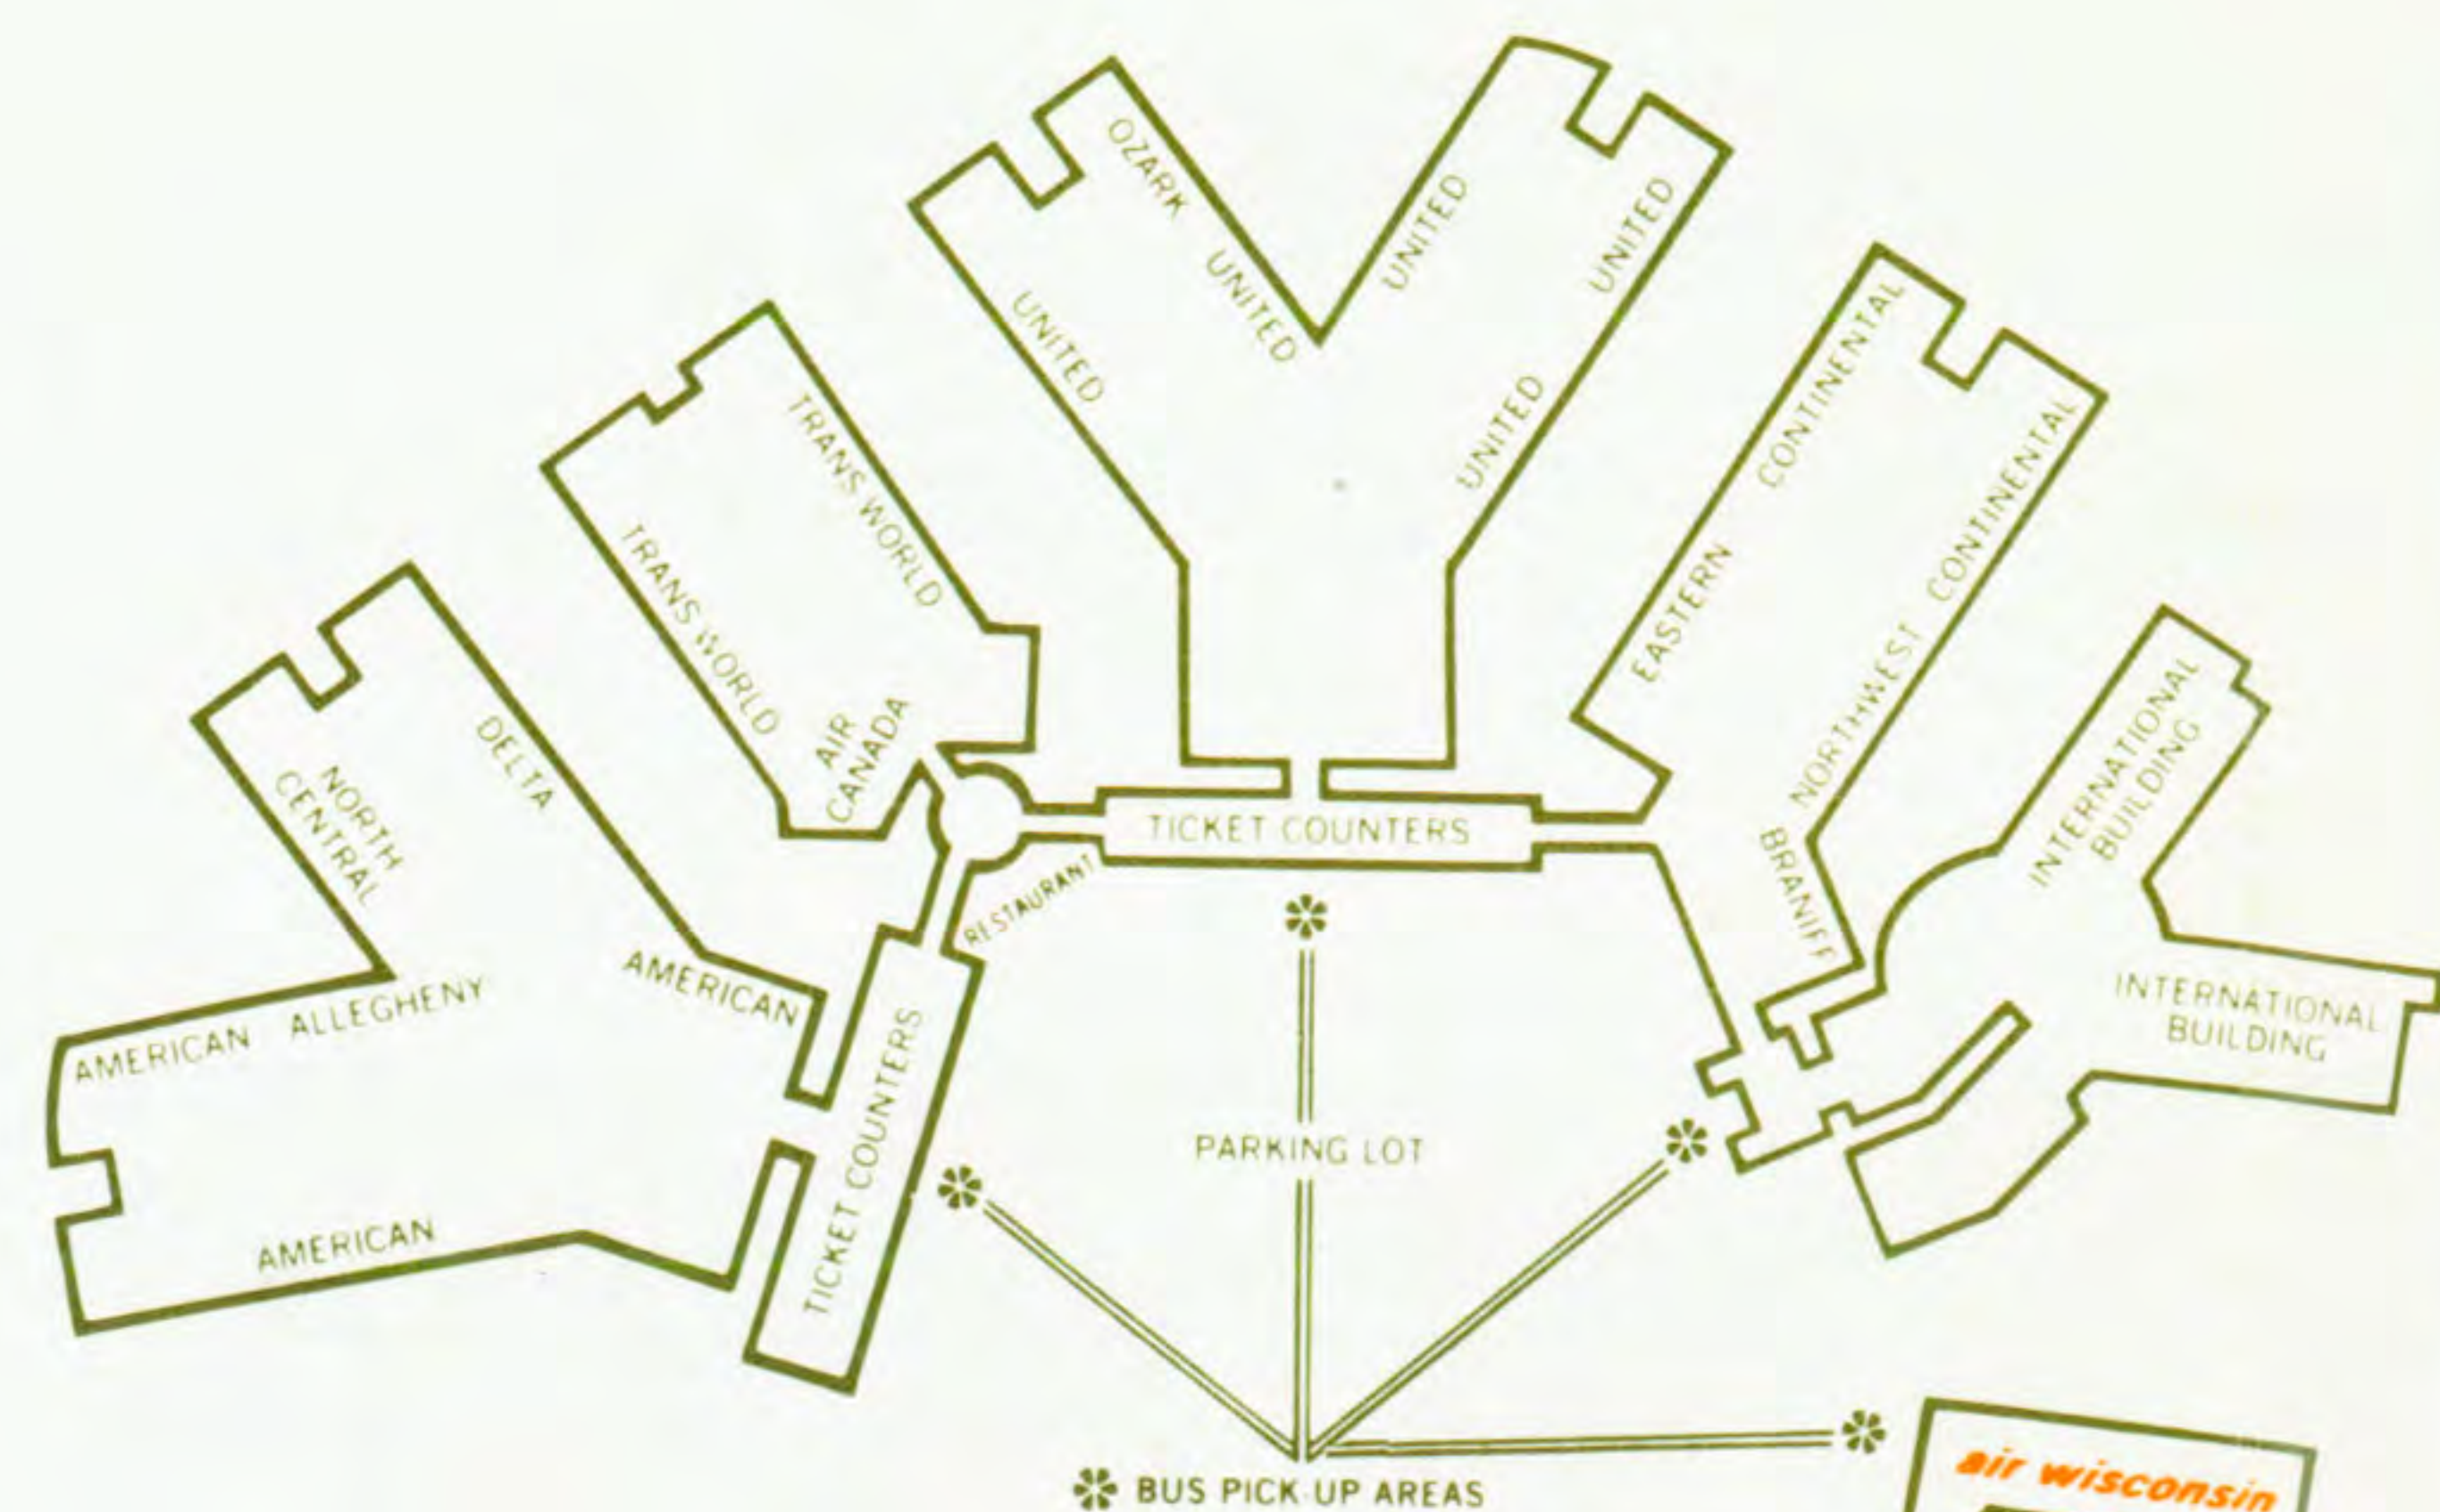 OZARK
UNITED
UNITED
UNITED
UNITED
UNITED
TRANS WORLD
TRANS WORLD
AIR
CANADA
EASTERN
CONTINENTAL
NORTHWEST
CONTINENTAL
BRANIFF
INTERNATIONAL
BUILDING
INTERNATIONAL
BUILDING
DELTA
NORTH
CENTRAL
AMERICAN
ALLEGHENY
AMERICAN
AMERICAN
TICKET COUNTERS
RESTAURANT
TICKET COUNTERS
PARKING LOT
BUS PICK-UP AREAS
air wisconsin